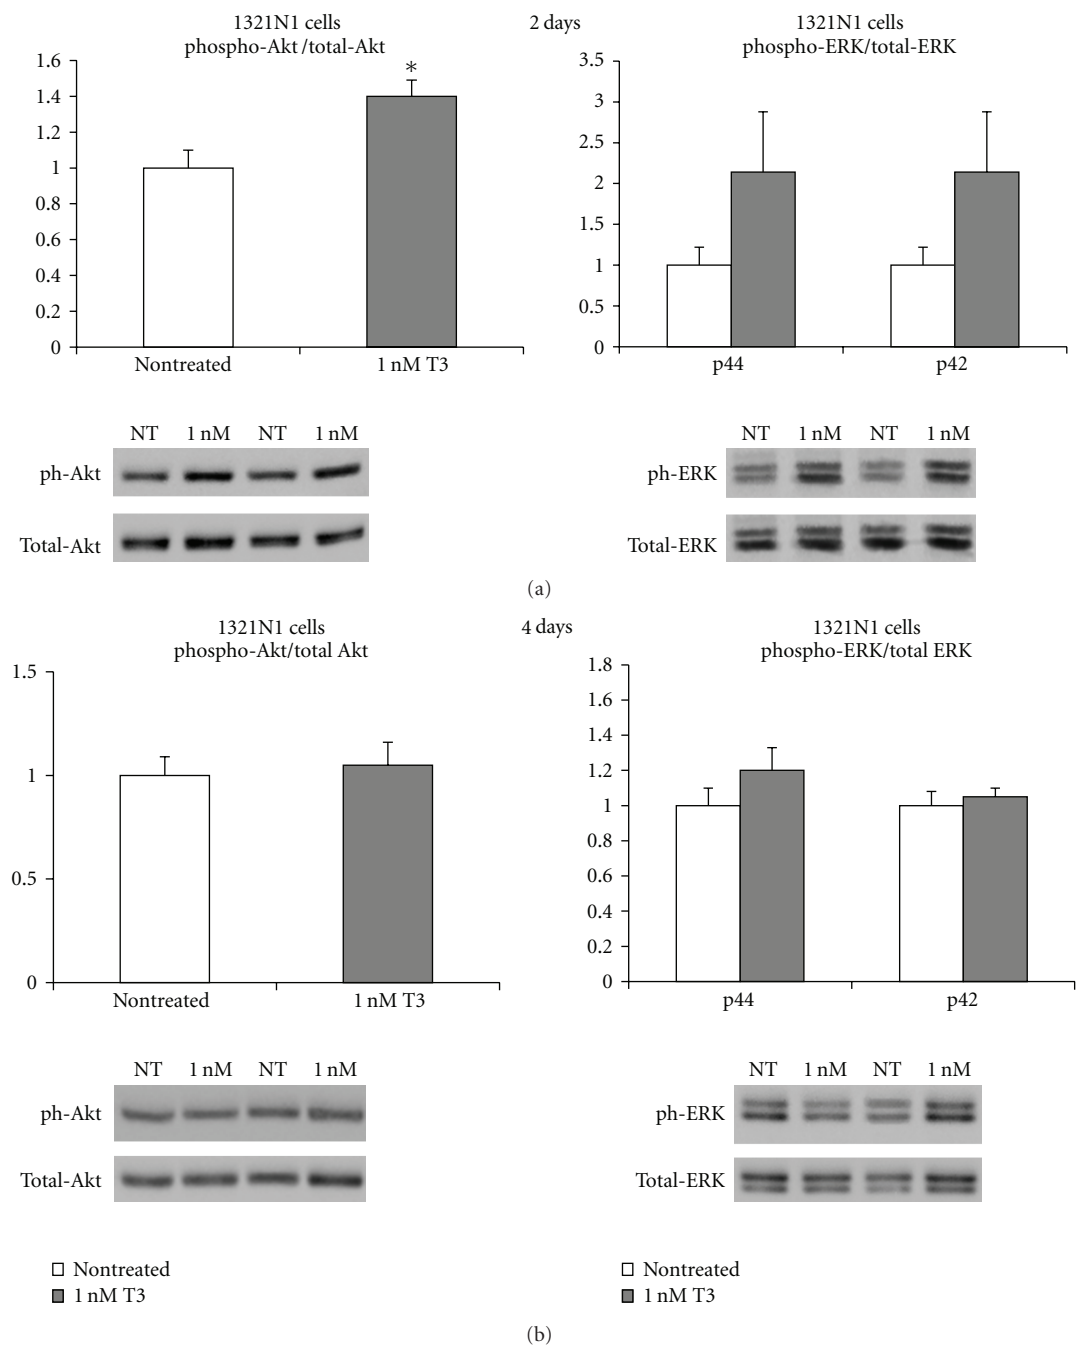 1321N1 cells
phospho-Akt/total-Akt
2 days
1321N1 cells
phospho-ERK/total-ERK
1.6
1.4
1.2
1
0.8
0.6
0.4
0.2
0
*
Nontreated
1 nM T3
3.5
3
2.5
2
1.5
1
0.5
0
p44
p42
NT 1 nM NT 1 nM
ph-Akt
Total-Akt
NT 1 nM NT 1 nM
ph-ERK
Total-ERK
(a)
1321N1 cells
phospho-Akt/total Akt
4 days
1321N1 cells
phospho-ERK/total ERK
1.5
1
0.5
0
Nontreated
1 nM T3
1.8
1.6
1.4
1.2
1
0.8
0.6
0.4
0.2
0
p44
p42
NT 1 nM NT 1 nM
ph-Akt
Total-Akt
NT 1 nM NT 1 nM
ph-ERK
Total-ERK
Nontreated
1 nM T3
Nontreated
1 nM T3
(b)